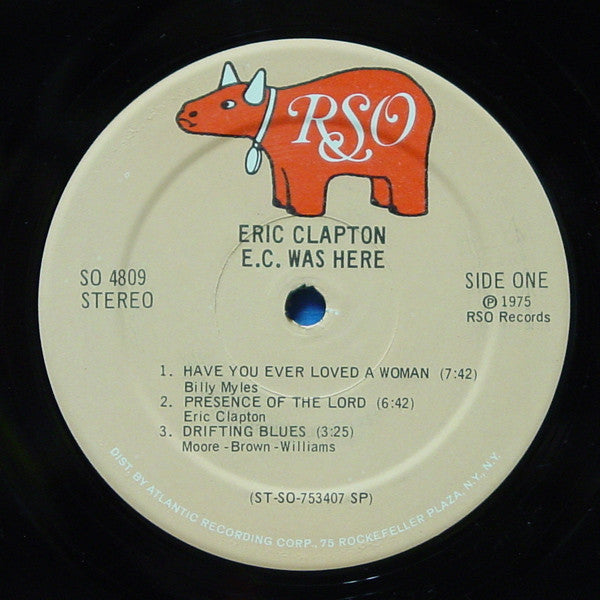 RSO
ERIC CLAPTON
E.C. WAS HERE
SO 4809
STEREO
SIDE ONE
Ⓟ 1975
RSO Records
1. HAVE YOU EVER LOVED A WOMAN (7:42)
Billy Myles
2. PRESENCE OF THE LORD (6:42)
Eric Clapton
3. DRIFTING BLUES (3:25)
Moore -Brown -Williams
(ST-SO-753407 SP)
DIST. BY ATLANTIC RECORDING CORP., 75 ROCKEFELLER PLAZA, N.Y., N.Y.